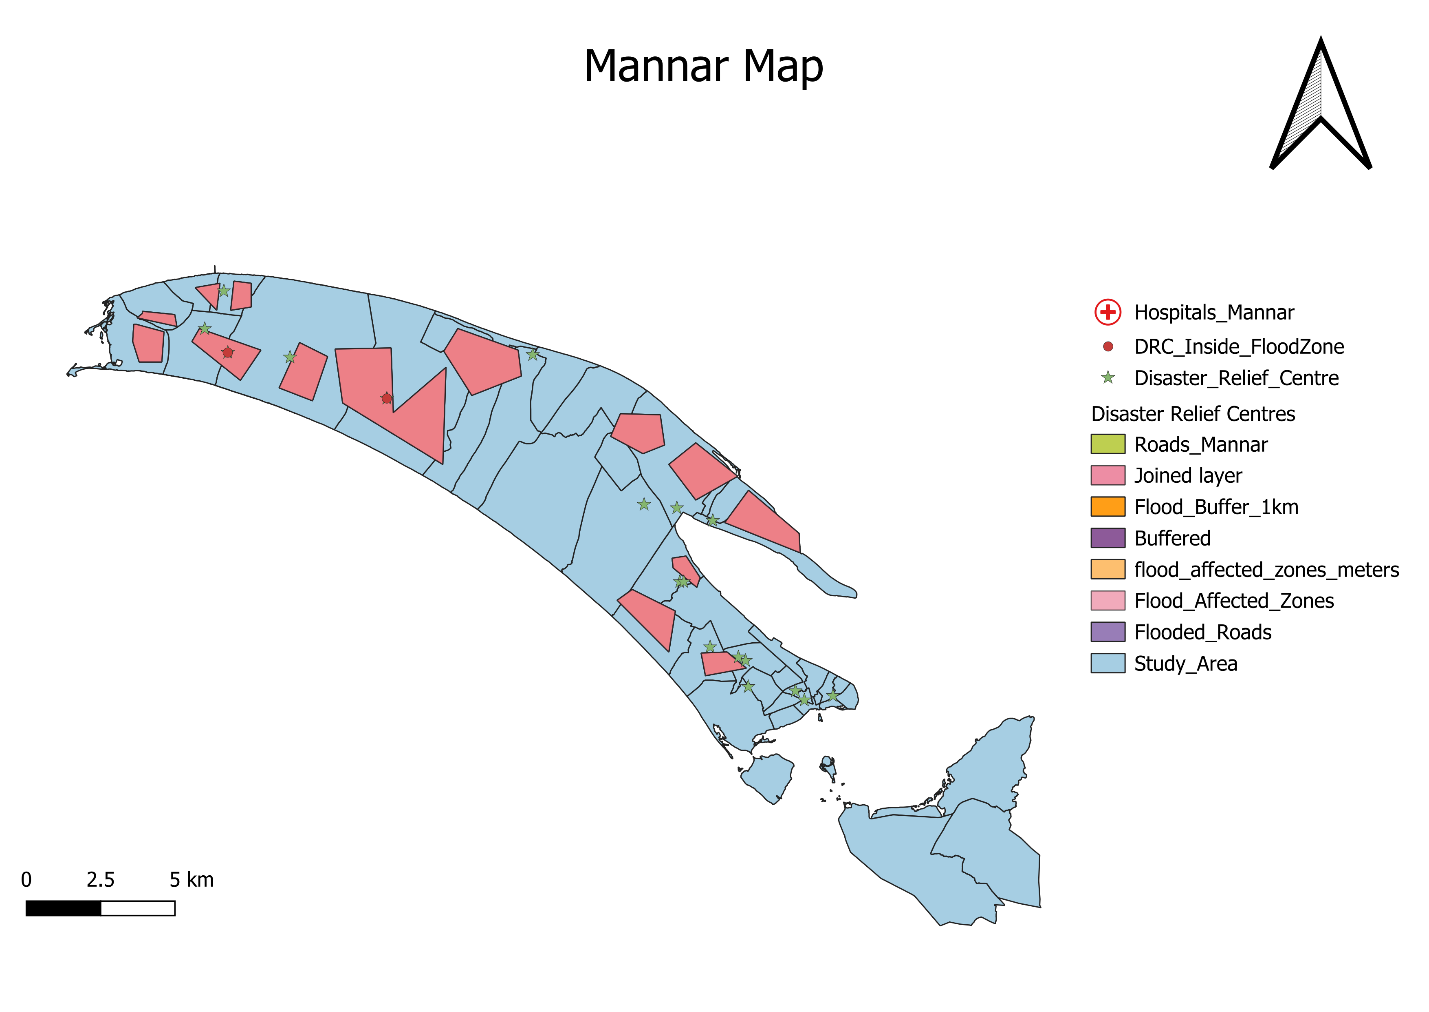 Mannar Map
Hospitals_Mannar
DRC_Inside_FloodZone
Disaster_Relief_Centre
Disaster Relief Centres
Roads_Mannar
Joined layer
Flood_Buffer_1km
Buffered
flood_affected_zones_meters
Flood_Affected_Zones
Flooded_Roads
Study_Area
0 2.5 5 km